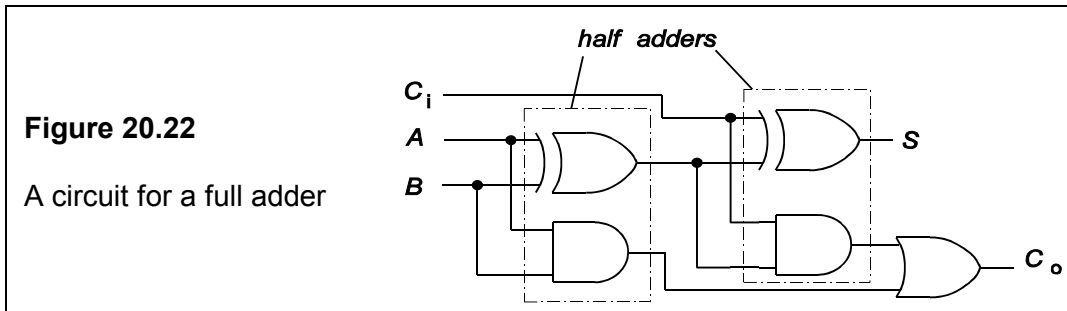 Figure 20.22
A circuit for a full adder
half adders
C i
A
B
S
C o